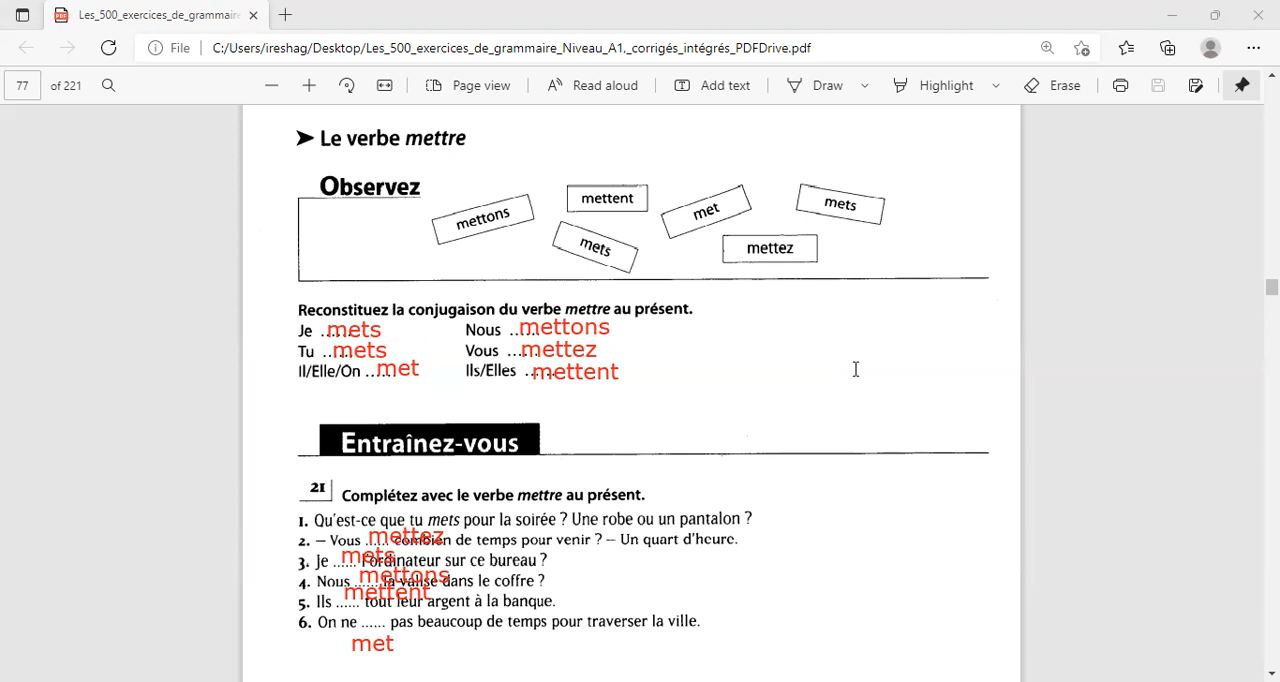 Les_500_exercices_de_grammaire
File C:/Users/ireshag/Desktop/Les_500_exercices_de_grammaire_Niveau_A1._corrigés_intégrés_PDFDrive.pdf
77 of 221 Page view Read aloud Add text Draw Highlight Erase
➤ Le verbe mettre
Observez
mettons mettent met mets
mets mettez
Reconstituez la conjugaison du verbe mettre au présent.
Je ...... mets Nous ...... mettons
Tu ...... mets Vous ...... mettez
Il/Elle/On ...... met Ils/Elles ...... mettent
Entraînez-vous
21 Complétez avec le verbe mettre au présent.
1. Qu'est-ce que tu mets pour la soirée ? Une robe ou un pantalon ?
2. – Vous ...... mettez combien de temps pour venir ? – Un quart d'heure.
3. Je ...... mets l'ordinateur sur ce bureau ?
4. Nous ...... mettons la valise dans le coffre ?
5. Ils ...... mettent tout leur argent à la banque.
6. On ne ...... pas beaucoup de temps pour traverser la ville.
met